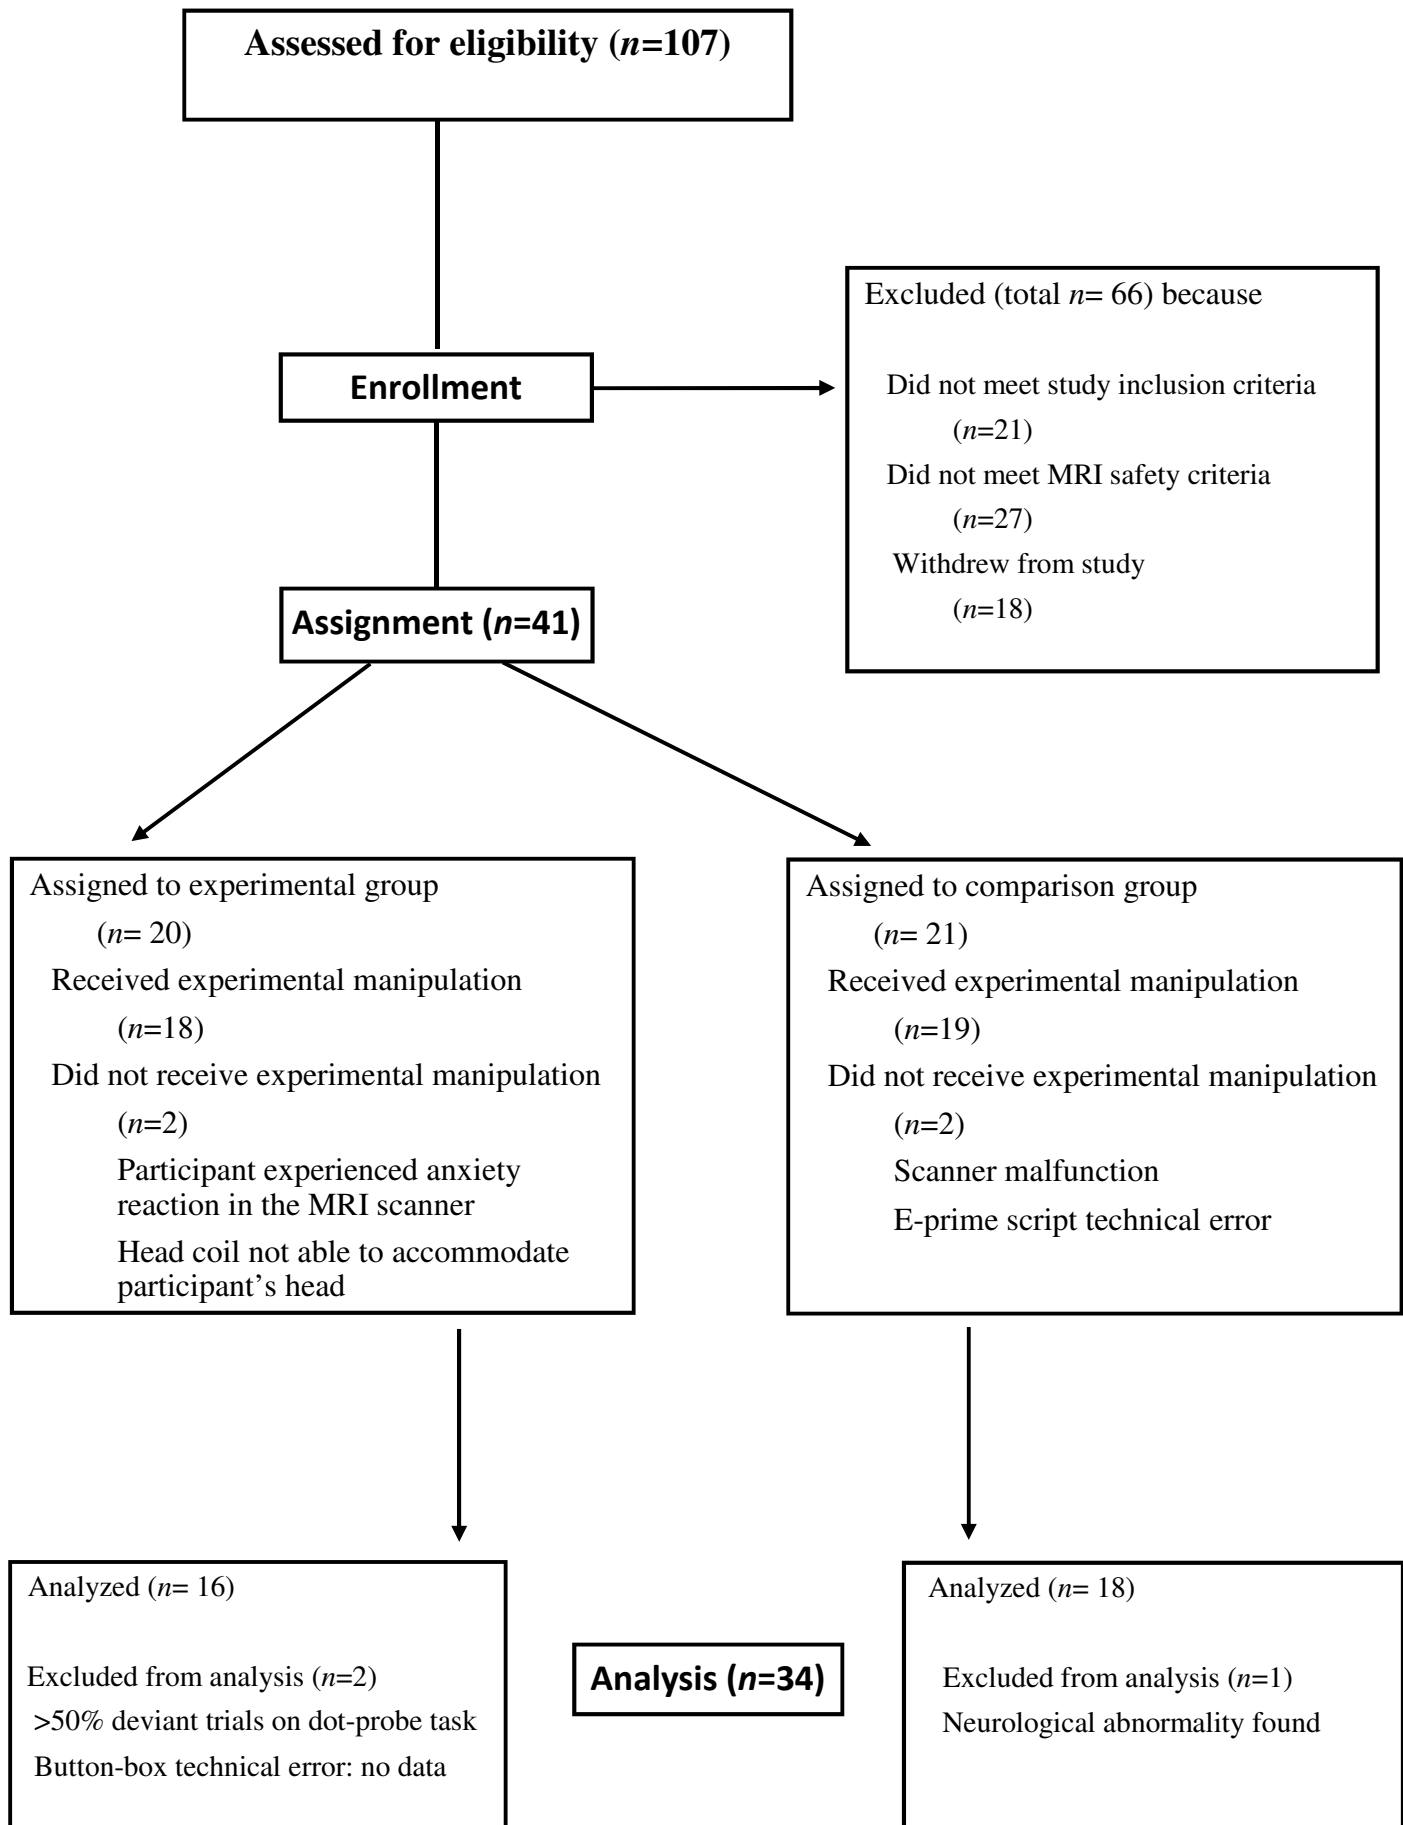 Assessed for eligibility (n=107)
Excluded (total n= 66) because
Did not meet study inclusion criteria
(n=21)
Did not meet MRI safety criteria
(n=27)
Withdrew from study
(n=18)
Enrollment
Assignment (n=41)
Assigned to experimental group
(n= 20)
Received experimental manipulation
(n=18)
Did not receive experimental manipulation
(n=2)
Participant experienced anxiety
reaction in the MRI scanner
Head coil not able to accommodate
participant’s head
Assigned to comparison group
(n= 21)
Received experimental manipulation
(n=19)
Did not receive experimental manipulation
(n=2)
Scanner malfunction
E-prime script technical error
Analyzed (n= 16)
Excluded from analysis (n=2)
>50% deviant trials on dot-probe task
Button-box technical error: no data
Analysis (n=34)
Analyzed (n= 18)
Excluded from analysis (n=1)
Neurological abnormality found